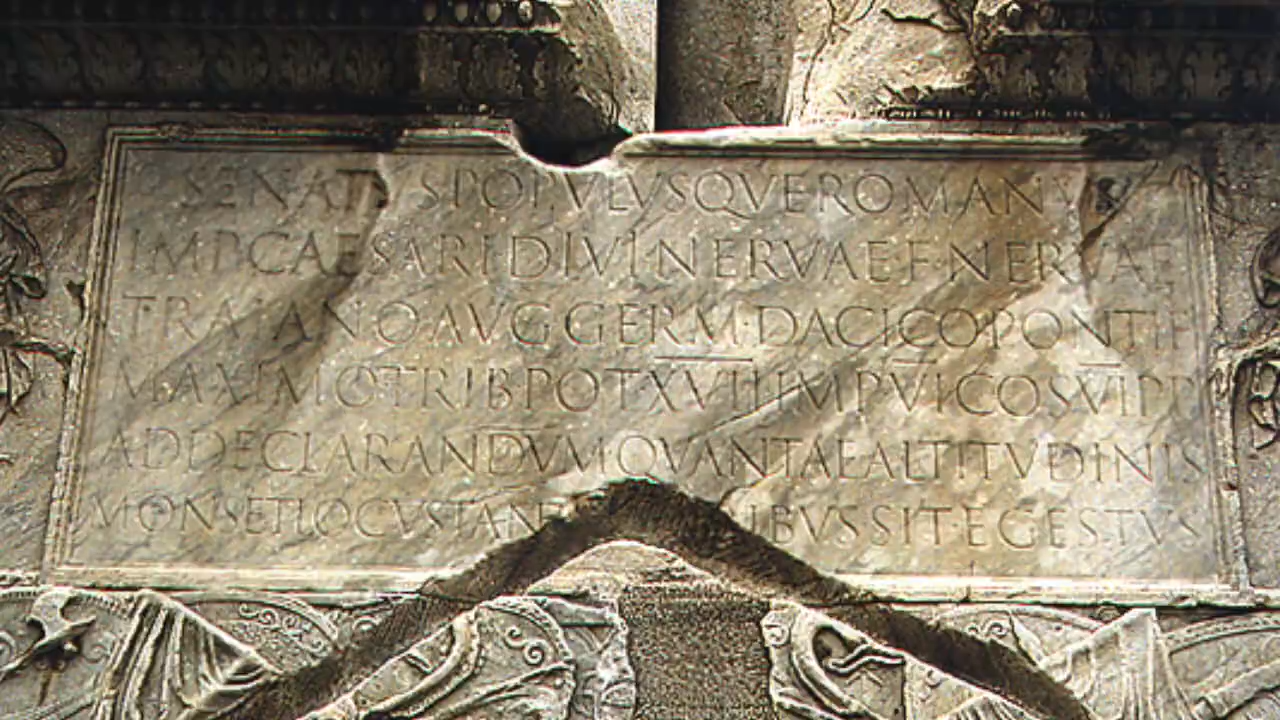 SENATVS POPVLVSQVE ROMANVS
IMP CAESARI DIVI NERVAE F NERVAE
TRAIANO AVG GERM DACICO PONTIF
MAXIMO TRIB POT XVII IMP VI COS VI P P
AD DECLARANDVM QVANTAE ALTITVDINIS
MONS ET LOCVS TAN IBVS SIT EGESTVS